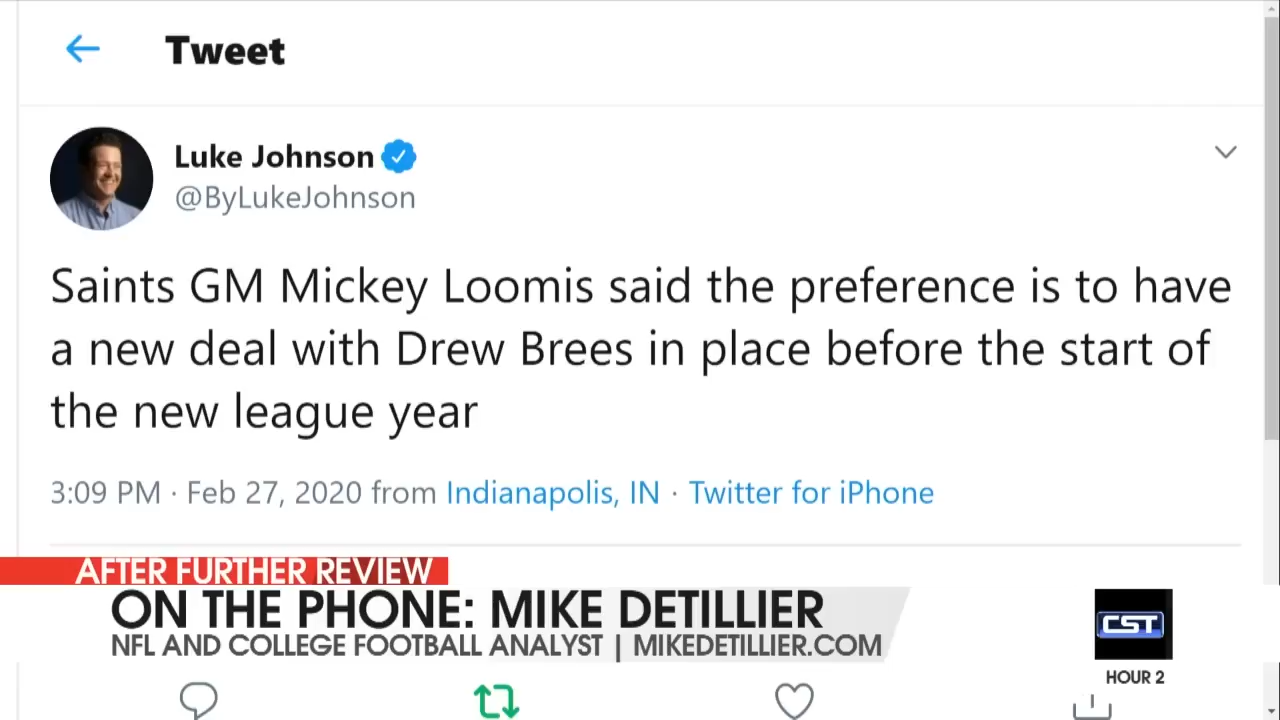 Tweet
Luke Johnson
@ByLukeJohnson
Saints GM Mickey Loomis said the preference is to have
a new deal with Drew Brees in place before the start of
the new league year
3:09 PM · Feb 27, 2020 from Indianapolis, IN · Twitter for iPhone
AFTER FURTHER REVIEW
ON THE PHONE: MIKE DETILLIER
NFL AND COLLEGE FOOTBALL ANALYST | MIKEDETILLIER.COM
CST
HOUR 2